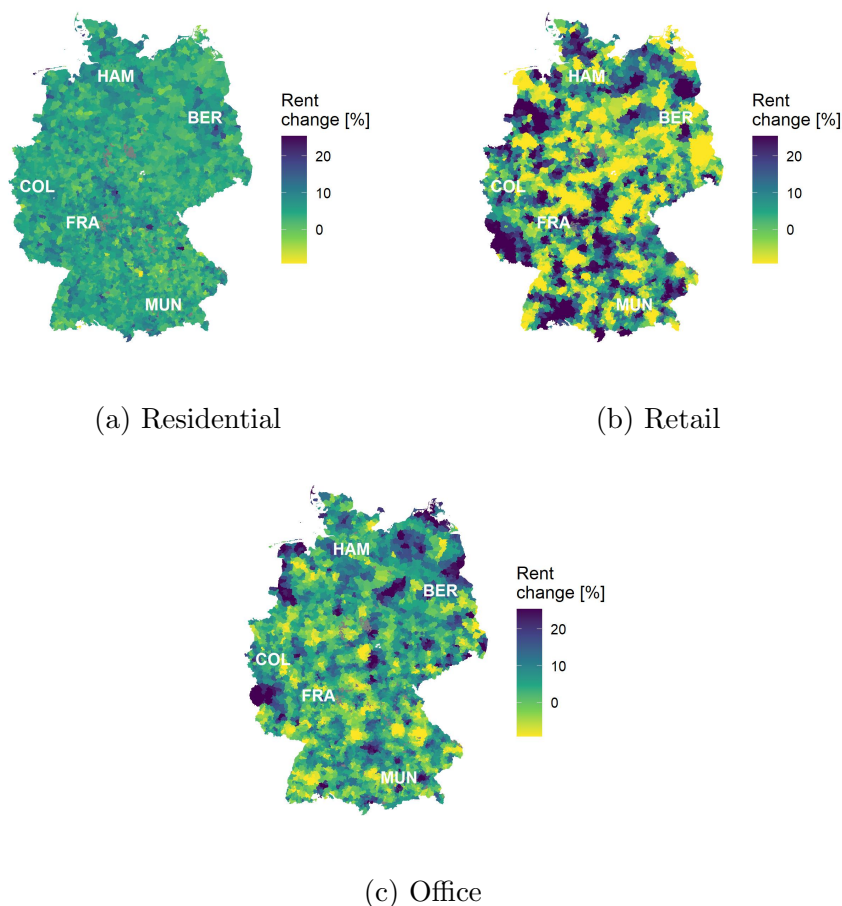 HAM
BER
COL
FRA
MUN
Rent
change [%]
20
10
0
(a) Residential
HAM
BER
COL
FRA
MUN
Rent
change [%]
20
10
0
(b) Retail
HAM
BER
COL
FRA
MUN
Rent
change [%]
20
10
0
(c) Office